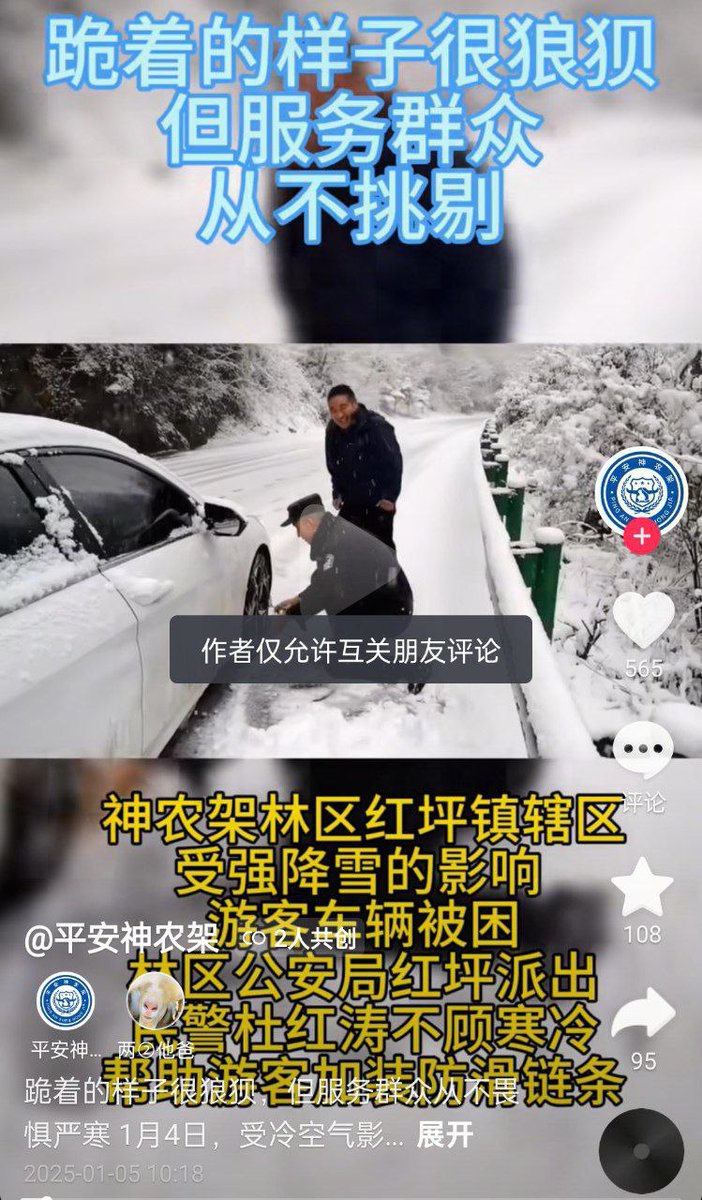 跪着的样子很狼狈
但服务群众
从不挑剔
作者仅允许互关朋友评论
565
评论
神农架林区红坪镇辖区
受强降雪的影响
108
游客车辆被困
@平安神农架
2人共创
林区公安局红坪派出
所民警杜红涛不顾寒冷
95
平安神...
两②他爸
帮助游客加装防滑链条
跪着的样子很狼狈，但服务群众从不畏
惧严寒 1月4日，受冷空气影... 展开
2025-01-05 10:18